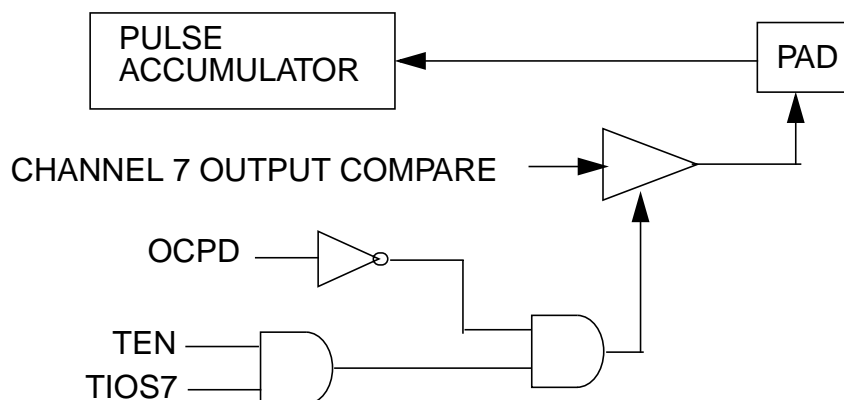 PULSE
ACCUMULATOR
PAD
CHANNEL 7 OUTPUT COMPARE
OCPD
TEN
TIOS7